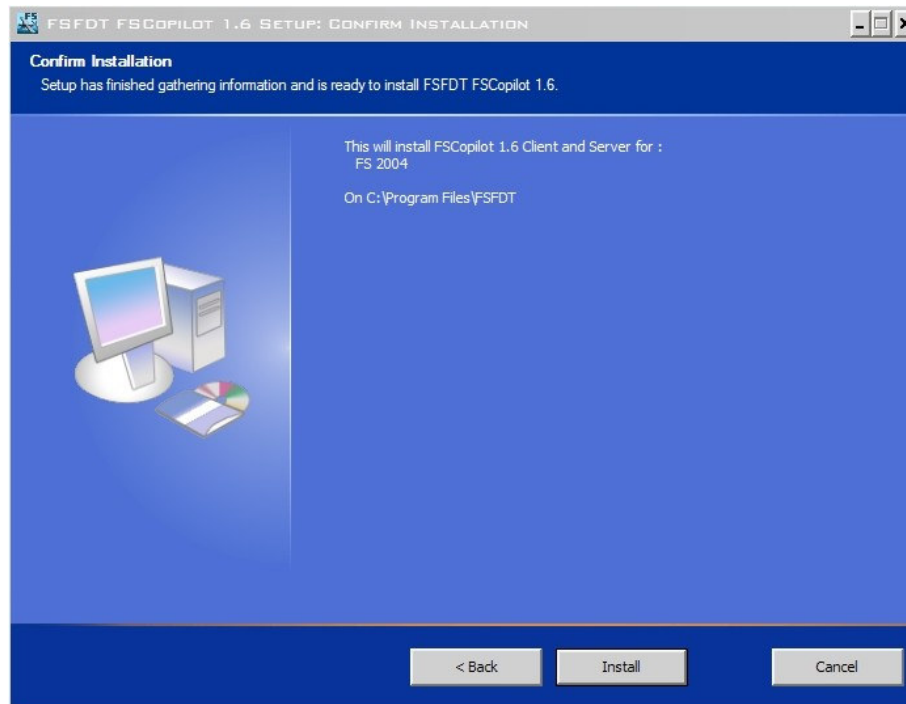 FSFDT FSCopilot 1.6 Setup: Confirm Installation
Confirm Installation
Setup has finished gathering information and is ready to install FSFDT FSCopilot 1.6.
This will install FSCopilot 1.6 Client and Server for :
FS 2004
On C:\Program Files\FSFDT
< Back
Install
Cancel